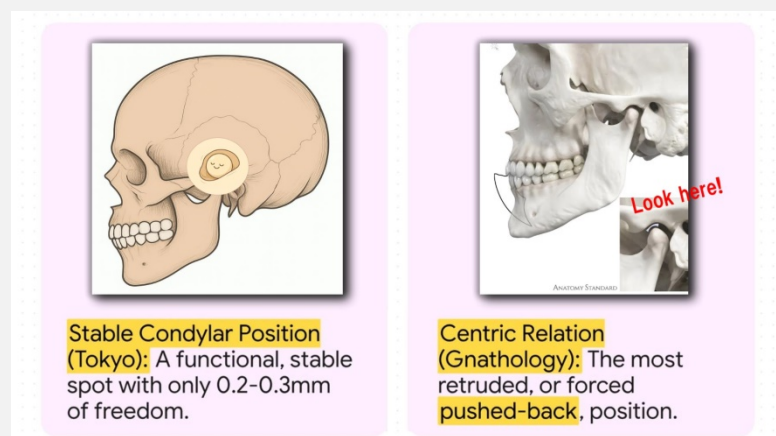 Look here!
ANATOMY STANDARD
Stable Condylar Position
(Tokyo): A functional, stable
spot with only 0.2-0.3mm
of freedom.
Centric Relation
(Gnathology): The most
retruded, or forced
pushed-back, position.